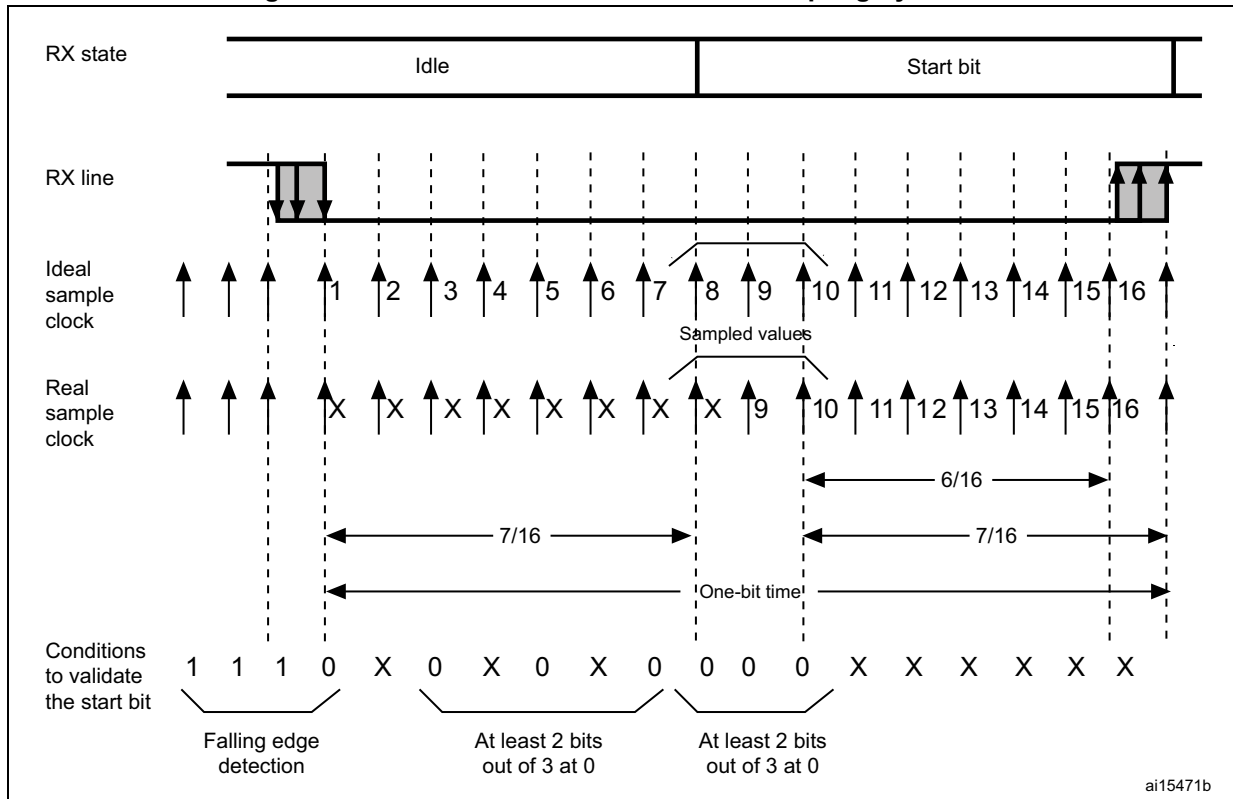 RX state
Idle
Start bit
RX line
Ideal
sample
clock
1 2 3 4 5 6 7 8 9 10 11 12 13 14 15 16
Sampled values
Real
sample
clock
X X X X X X X X 9 10 11 12 13 14 15 16
6/16
7/16
7/16
One-bit time
Conditions
to validate
the start bit
1 1 1 0 X 0 X 0 X 0 0 0 0 X X X X X X
Falling edge
detection
At least 2 bits
out of 3 at 0
At least 2 bits
out of 3 at 0
ai15471b